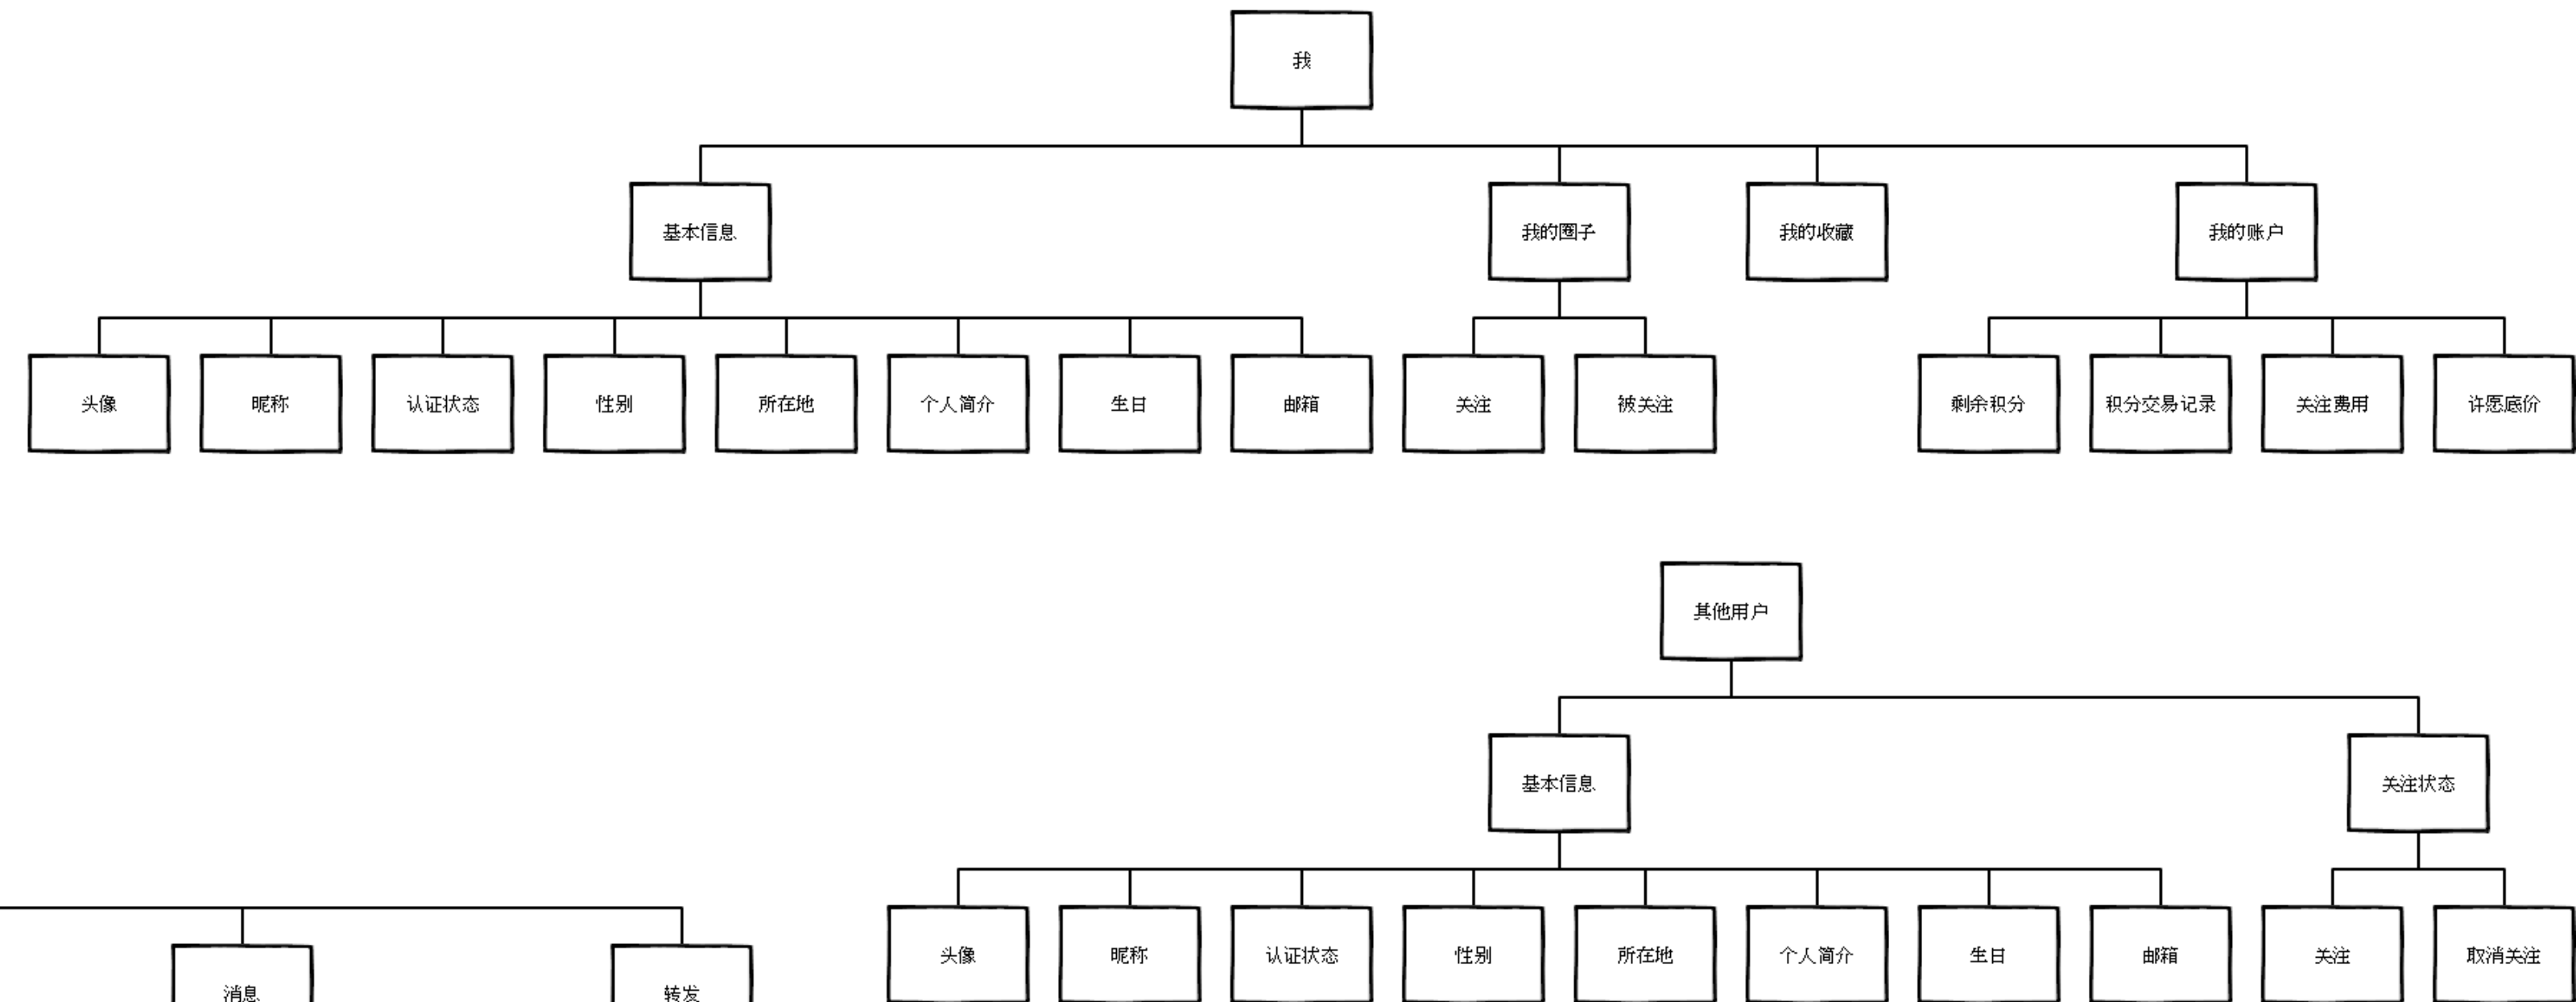 我
基本信息
我的圈子
我的收藏
我的账户
头像
昵称
认证状态
性别
所在地
个人简介
生日
邮箱
关注
被关注
剩余积分
积分交易记录
关注费用
许愿底价
其他用户
基本信息
关注状态
头像
昵称
认证状态
性别
所在地
个人简介
生日
邮箱
关注
取消关注
消息
转发